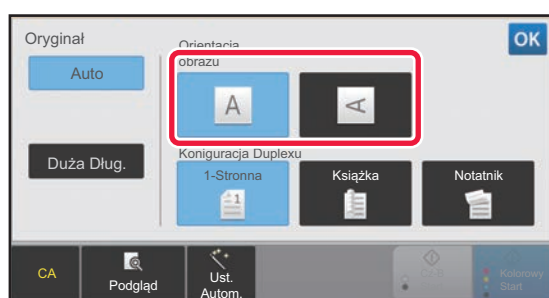 Oryginał
Orientacja
obrazu
OK
Auto
A
A
Duża Dług.
Koniguracja Duplexu
1-Stronna
1
Książka
Notatnik
CA
Podgląd
Ust.
Autom.
Kolorowy
Start